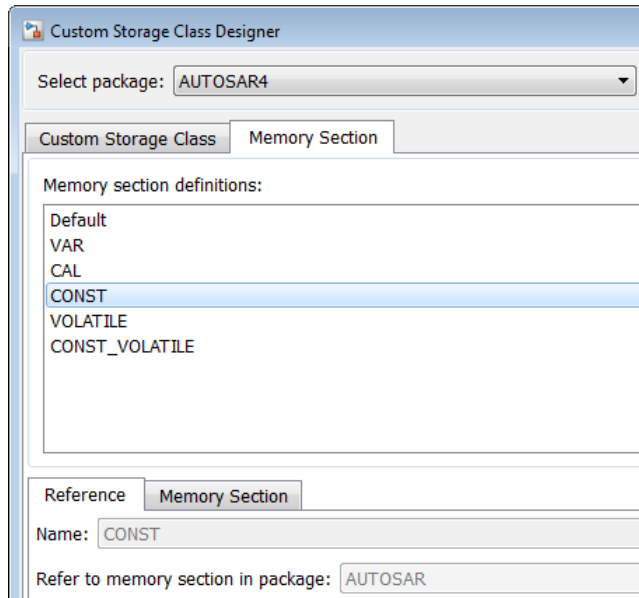 Custom Storage Class Designer
Select package: AUTOSAR4
Custom Storage Class Memory Section
Memory section definitions:
Default
VAR
CAL
CONST
VOLATILE
CONST_VOLATILE
Reference Memory Section
Name: CONST
Refer to memory section in package: AUTOSAR